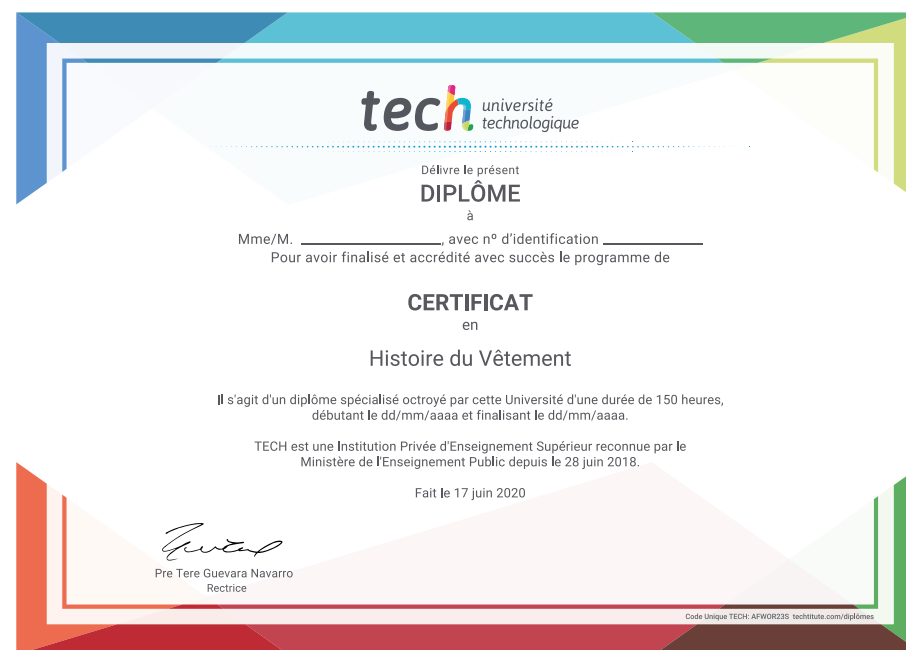 tech université
technologique
Délivre le présent
DIPLÔME
à
Mme/M. ____________________, avec nº d'identification ______________
Pour avoir finalisé et accrédité avec succès le programme de
CERTIFICAT
en
Histoire du Vêtement
Il s'agit d'un diplôme spécialisé octroyé par cette Université d'une durée de 150 heures,
débutant le dd/mm/aaaa et finalisant le dd/mm/aaaa.
TECH est une Institution Privée d'Enseignement Supérieur reconnue par le
Ministère de l'Enseignement Public depuis le 28 juin 2018.
Fait le 17 juin 2020
Pre Tere Guevara Navarro
Rectrice
Code Unique TECH: AFWOR23S techtitute.com/diplômes